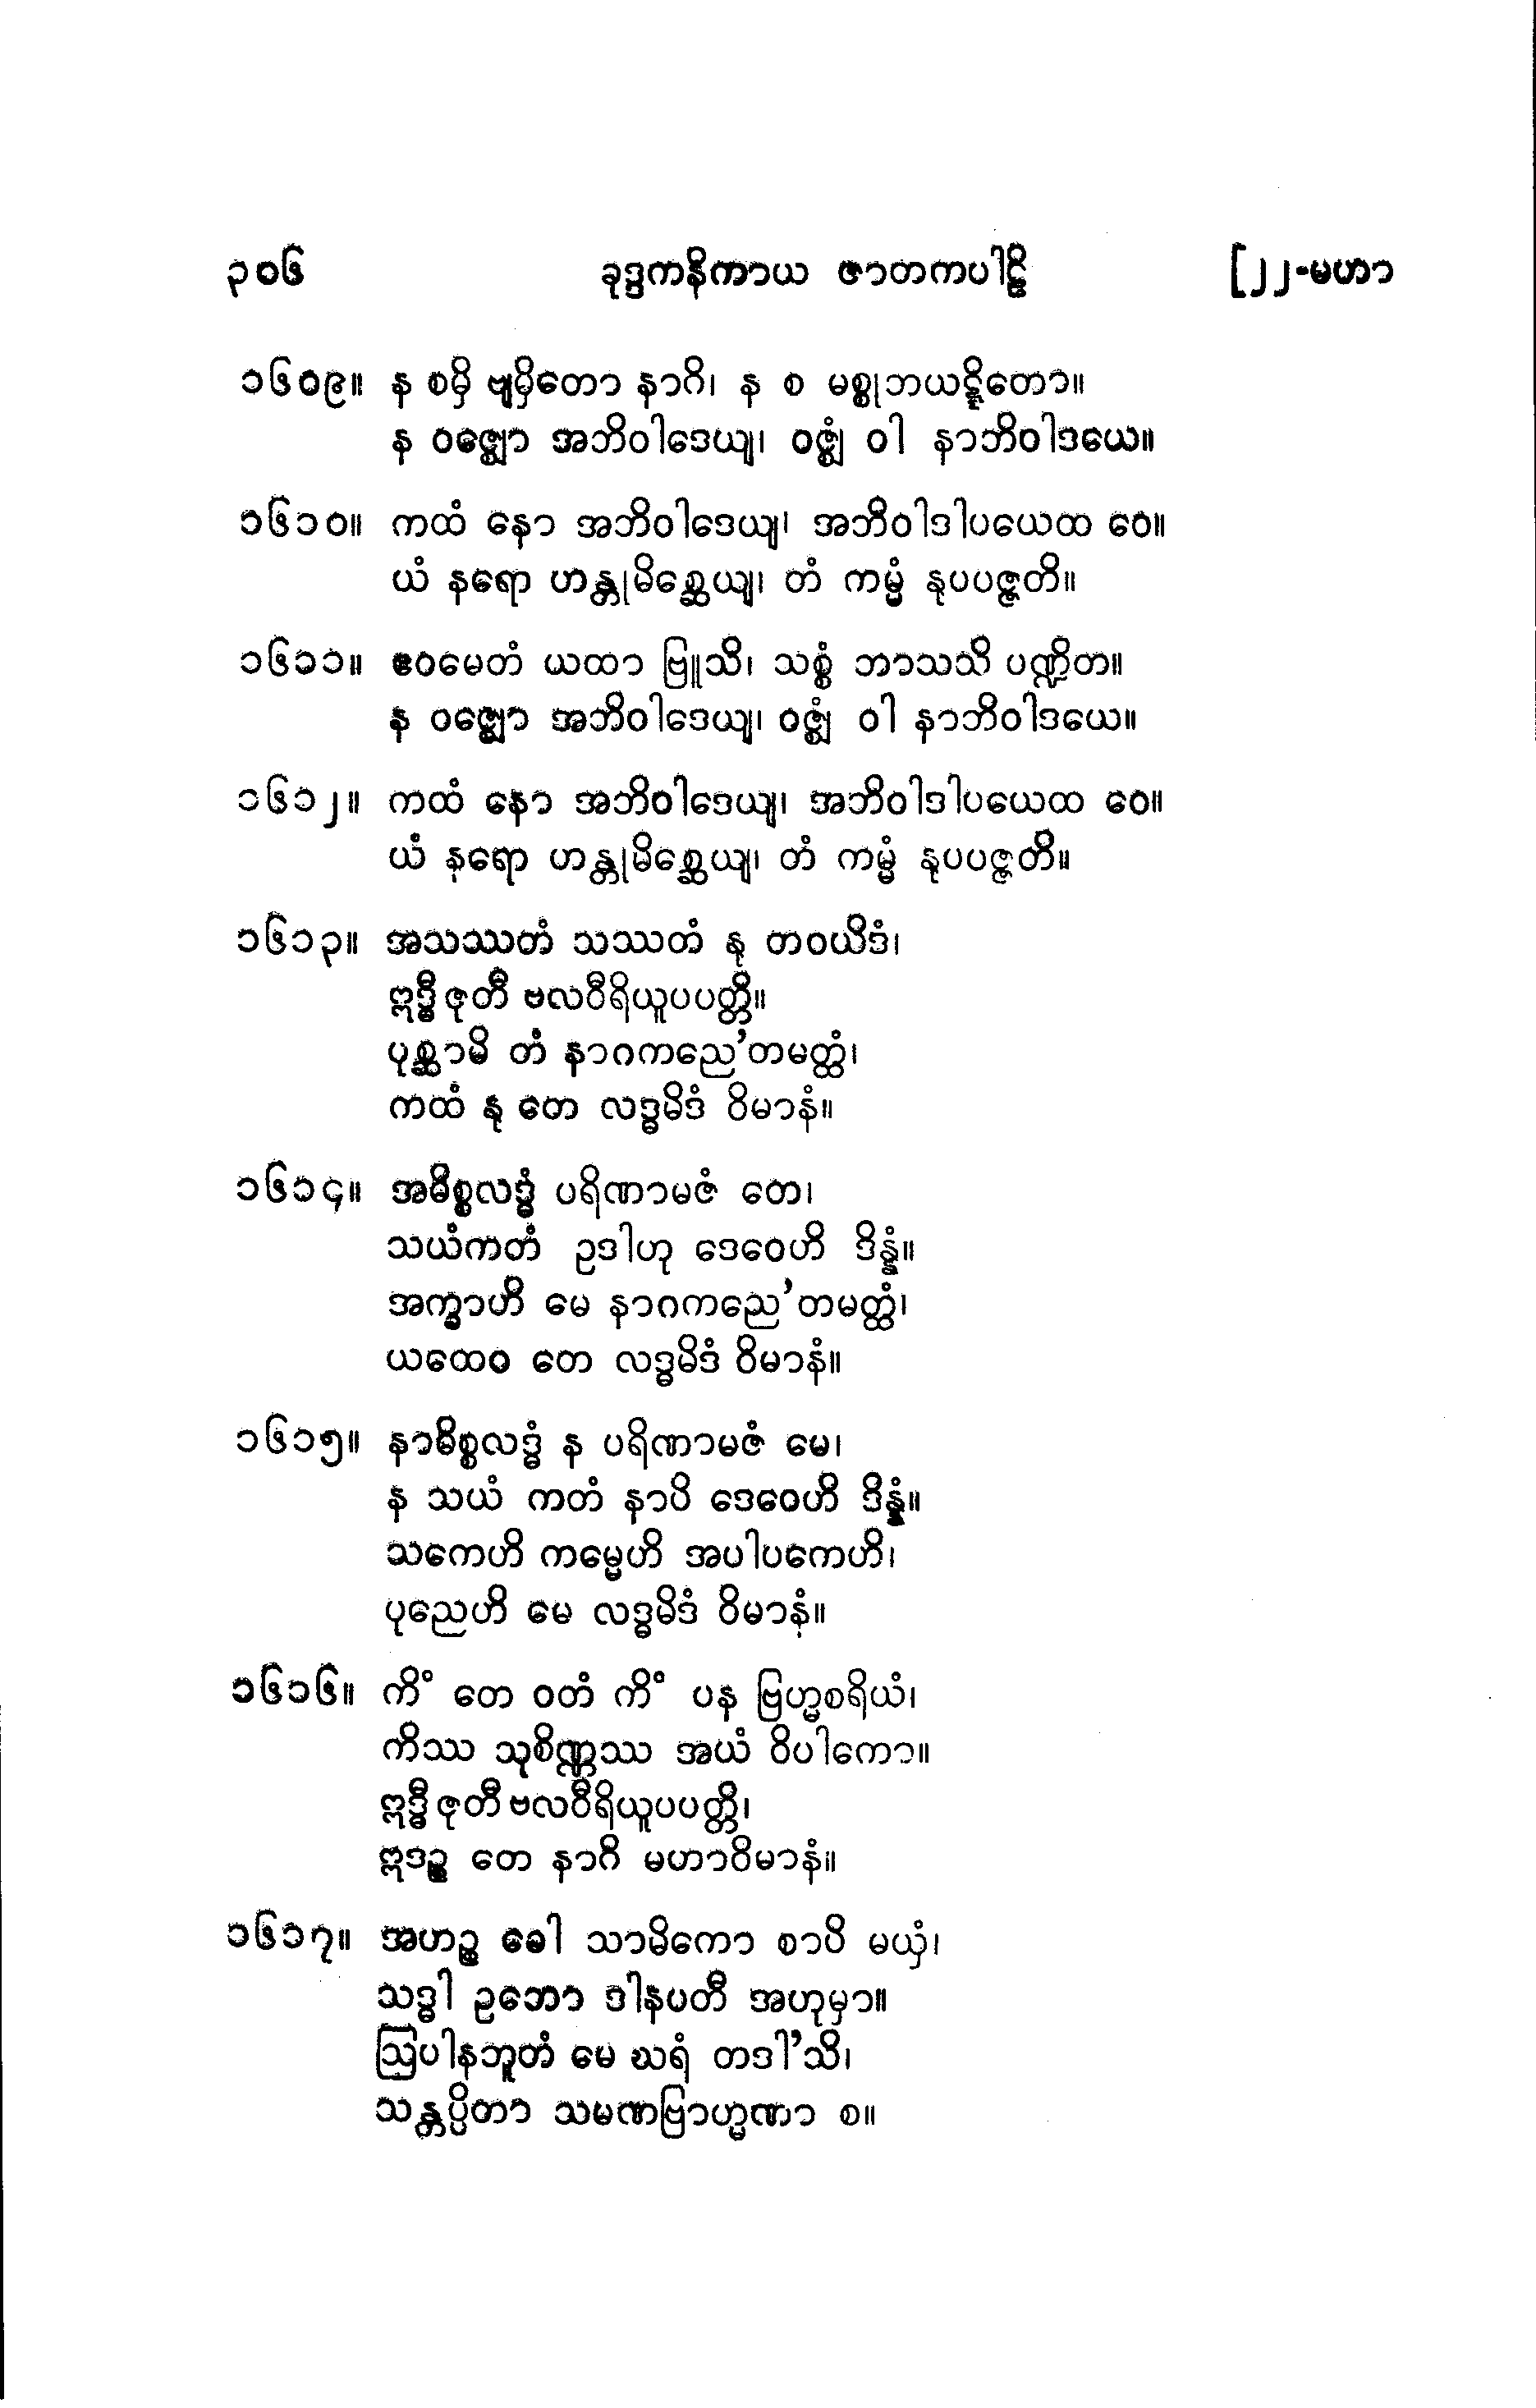 ၃၀၆ ခုဒ္ဒကနိကာယ ဇာတကပါဠိ [၂၂-မဟာ
၁၆၀၉။ န စမှိ ဗျမှိတော နာဂိ၊ န စ မစ္စုဘယဋ္ဋိတော။
န ဝဇ္ဈော အဘိဝါဒေယျ၊ ဝဇ္ဈံ ဝါ နာဘိဝါဒယေ။
၁၆၁၀။ ကထံ နော အဘိဝါဒေယျ၊ အဘိဝါဒါပယေထ ဝေ။
ယံ နရော ဟန္တုမိစ္ဆေယျ၊ တံ ကမ္မံ နုပပဇ္ဇတိ။
၁၆၁၁။ ဧဝမေတံ ယထာ ဗြူသိ၊ သစ္စံ ဘာသသိ ပဏ္ဍိတ။
န ဝဇ္ဈော အဘိဝါဒေယျ၊ ဝဇ္ဈံ ဝါ နာဘိဝါဒယေ။
၁၆၁၂။ ကထံ နော အဘိဝါဒေယျ၊ အဘိဝါဒါပယေထ ဝေ။
ယံ နရော ဟန္တုမိစ္ဆေယျ၊ တံ ကမ္မံ နုပပဇ္ဇတိ။
၁၆၁၃။ အသဿတံ သဿတံ နု တဝယိဒံ၊
ဣဒ္ဓီ ဇုတီ ဗလဝီရိယူပပတ္တိ။
ပုစ္ဆာမိ တံ နာဂကညေ'တမတ္ထံ၊
ကထံ နု တေ လဒ္ဓမိဒံ ဝိမာနံ။
၁၆၁၄။ အဓိစ္စလဒ္ဓံ ပရိဏာမဇံ တေ၊
သယံကတံ ဥဒါဟု ဒေဝေဟိ ဒိန္နံ။
အက္ခာဟိ မေ နာဂကညေ'တမတ္ထံ၊
ယထေဝ တေ လဒ္ဓမိဒံ ဝိမာနံ။
၁၆၁၅။ နာဓိစ္စလဒ္ဓံ န ပရိဏာမဇံ မေ၊
န သယံ ကတံ နာပိ ဒေဝေဟိ ဒိန္နံ။
သကေဟိ ကမ္မေဟိ အပါပကေဟိ၊
ပုညေဟိ မေ လဒ္ဓမိဒံ ဝိမာနံ။
၁၆၁၆။ ကိံ တေ ဝတံ ကိံ ပန ဗြဟ္မစရိယံ၊
ကိဿ သုစိဏ္ဏဿ အယံ ဝိပါကော။
ဣဒ္ဓီ ဇုတီ ဗလဝီရိယူပပတ္တိ၊
ဣဒဉ္စ တေ နာဂိ မဟာဝိမာနံ။
၁၆၁၇။ အဟဉ္စ ခေါ သာမိကော စာပိ မယှံ၊
သဒ္ဓါ ဥဘော ဒါနပတီ အဟုမှာ။
ဩပါနဘူတံ မေ ဃရံ တဒါ'သိ၊
သန္တပ္ပိတာ သမဏဗြာဟ္မဏာ စ။